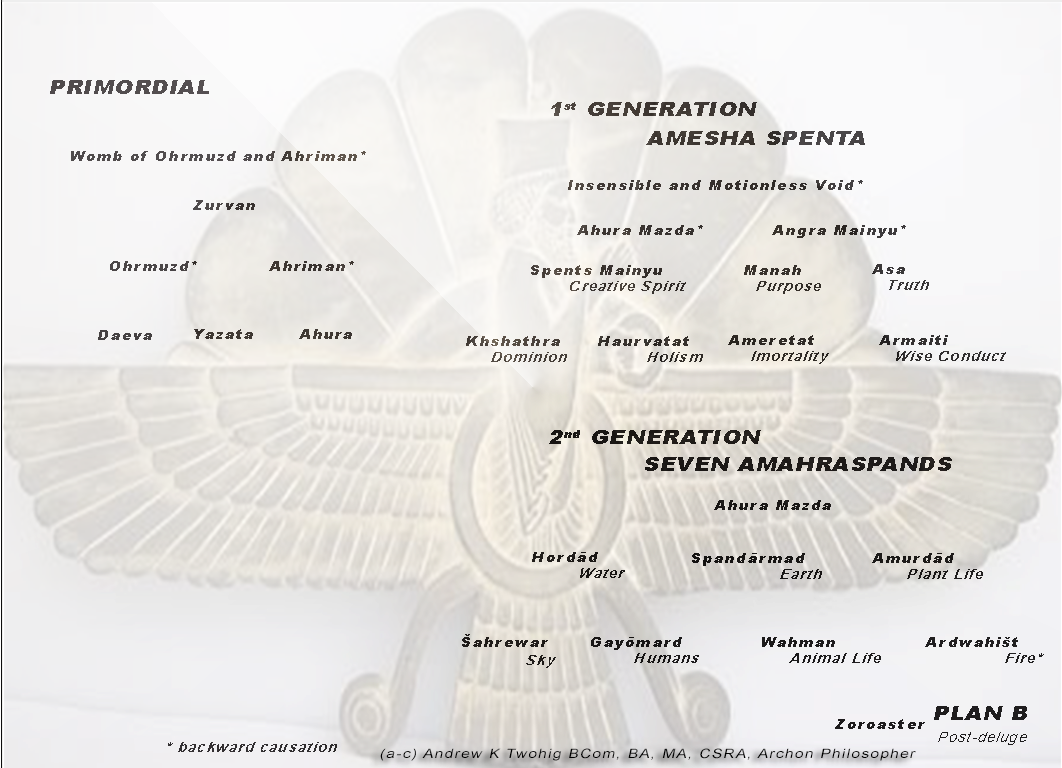 PRIMORDIAL
Womb of Ohrmuzd and Ahriman*
Zurvan
Ohrmuzd* Ahriman*
Daeva Yazata Ahura
1st GENERATION
AMESHA SPENTA
Insensible and Motionless Void*
Ahura Mazda* Angra Mainyu*
Spents Mainyu Manah Asa
Creative Spirit Purpose Truth
Khshathra Haurvatat Ameretat Armaiti
Dominion Holism Imortality Wise Conduct
2nd GENERATION
SEVEN AMAHRASPANDS
Ahura Mazda
Hordād Spandārmad Amurdād
Water Earth Plant Life
Šahrewar Gayōmard Wahman Ardwahišt
Sky Humans Animal Life Fire*
Zoroaster PLAN B
Post-deluge
* backward causation
(a-c) Andrew K Twohig BCom, BA, MA, CSRA, Archon Philosopher